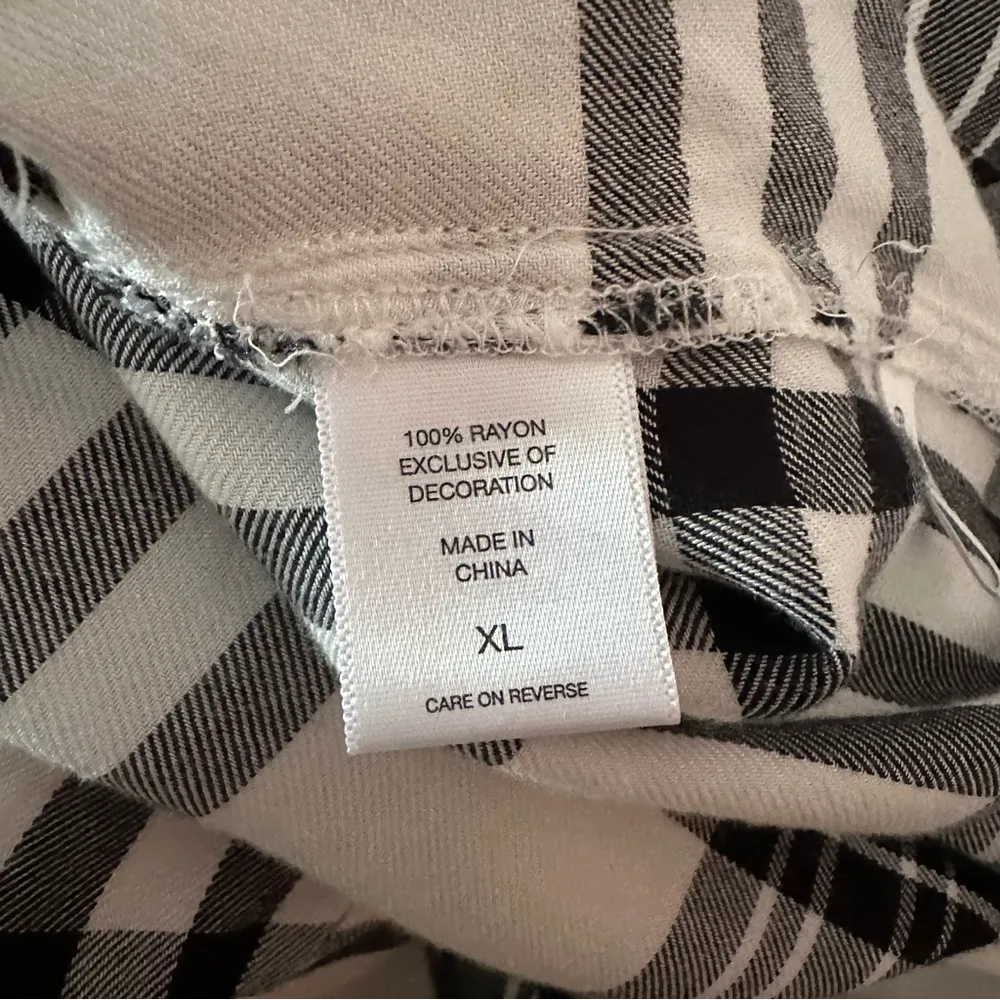 100% RAYON
EXCLUSIVE OF
DECORATION
MADE IN
CHINA
XL
CARE ON REVERSE